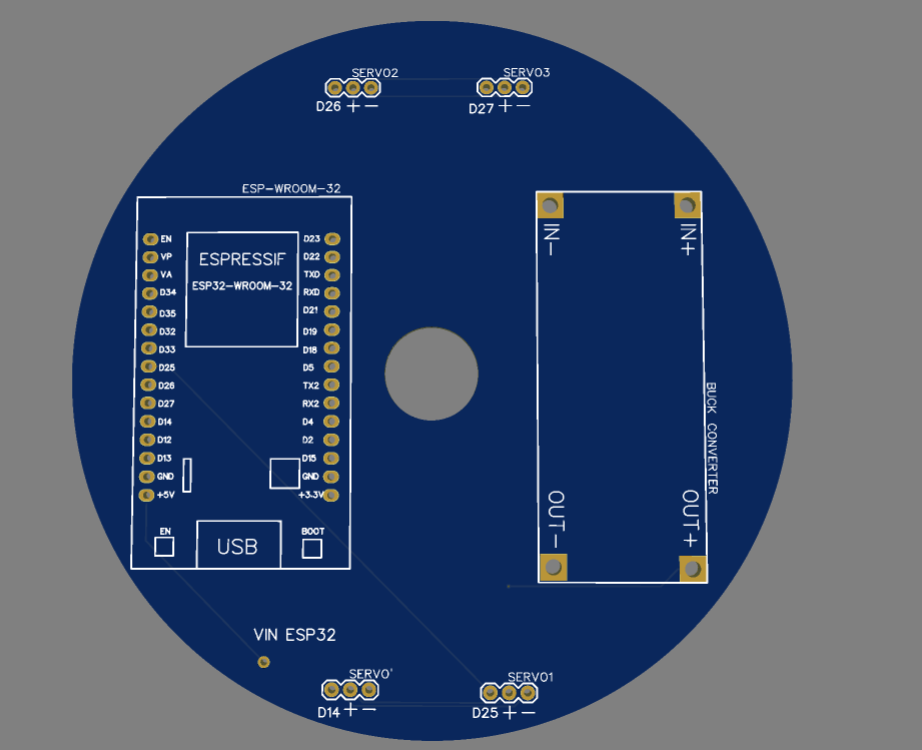 SERVO2
SERVO3
D26 + −
D27 + −
ESP-WROOM-32
EN
VP
VA
D34
D35
D32
D33
D25
D26
D27
D14
D12
D13
GND
+5V
ESPRESSIF
ESP32-WROOM-32
D23
D22
TXD
RXD
D21
D19
D18
D5
TX2
RX2
D4
D2
D15
GND
+3.3V
EN
USB
BOOT
IN-
IN+
BUCK CONVERTER
OUT-
OUT+
VIN ESP32
SERVO'
SERVO1
D14 + −
D25 + −